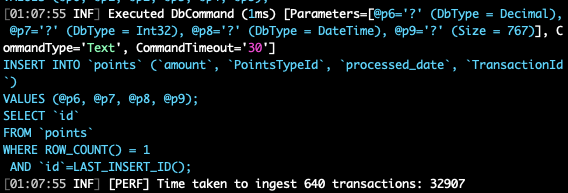 [01:07:55 INF] Executed DbCommand (1ms) [Parameters=[@p6='?' (DbType = Decimal),
@p7='?' (DbType = Int32), @p8='?' (DbType = DateTime), @p9='?' (Size = 767)], C
ommandType='Text', CommandTimeout='30']
INSERT INTO `points` (`amount`, `PointsTypeId`, `processed_date`, `TransactionId
`)
VALUES (@p6, @p7, @p8, @p9);
SELECT `id`
FROM `points`
WHERE ROW_COUNT() = 1
AND `id`=LAST_INSERT_ID();
[01:07:55 INF] [PERF] Time taken to ingest 640 transactions: 32907